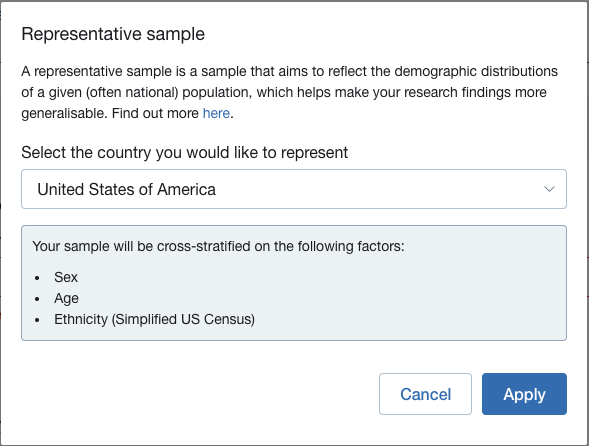 Representative sample
A representative sample is a sample that aims to reflect the demographic distributions
of a given (often national) population, which helps make your research findings more
generalisable. Find out more here.
Select the country you would like to represent
United States of America
Your sample will be cross-stratified on the following factors:
• Sex
• Age
• Ethnicity (Simplified US Census)
Cancel Apply